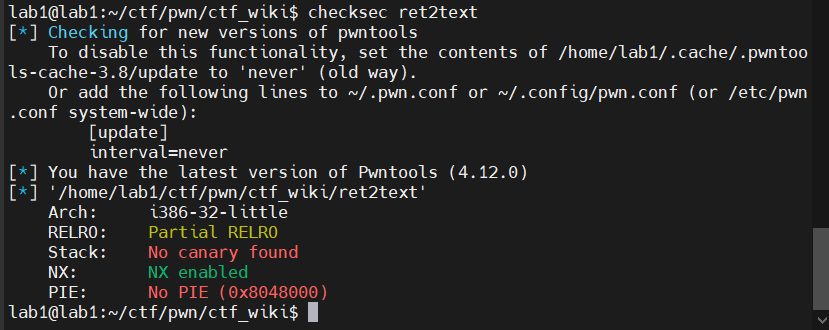 lab1@lab1:~/ctf/pwn/ctf_wiki$ checksec ret2text
[*] Checking for new versions of pwntools
    To disable this functionality, set the contents of /home/lab1/.cache/.pwntoo
ls-cache-3.8/update to 'never' (old way).
    Or add the following lines to ~/.pwn.conf or ~/.config/pwn.conf (or /etc/pwn
.conf system-wide):
        [update]
        interval=never
[*] You have the latest version of Pwntools (4.12.0)
[*] '/home/lab1/ctf/pwn/ctf_wiki/ret2text'
    Arch:     i386-32-little
    RELRO:    Partial RELRO
    Stack:    No canary found
    NX:       NX enabled
    PIE:      No PIE (0x8048000)
lab1@lab1:~/ctf/pwn/ctf_wiki$